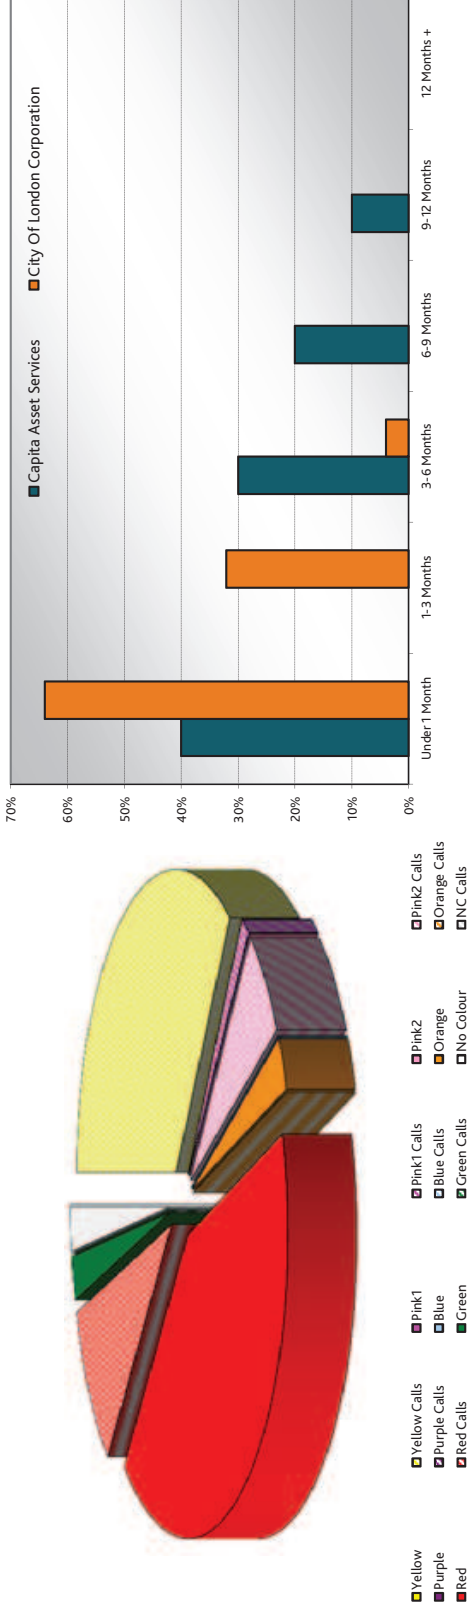 Yellow Yellow Calls Pink1 Pink1 Calls Pink2 Pink2 Calls
Purple Purple Calls Blue Blue Calls Orange Orange Calls
Red Red Calls Green Green Calls No Colour NC Calls
Capita Asset Services City Of London Corporation
70%
60%
50%
40%
30%
20%
10%
0%
Under 1 Month 1-3 Months 3-6 Months 6-9 Months 9-12 Months 12 Months +